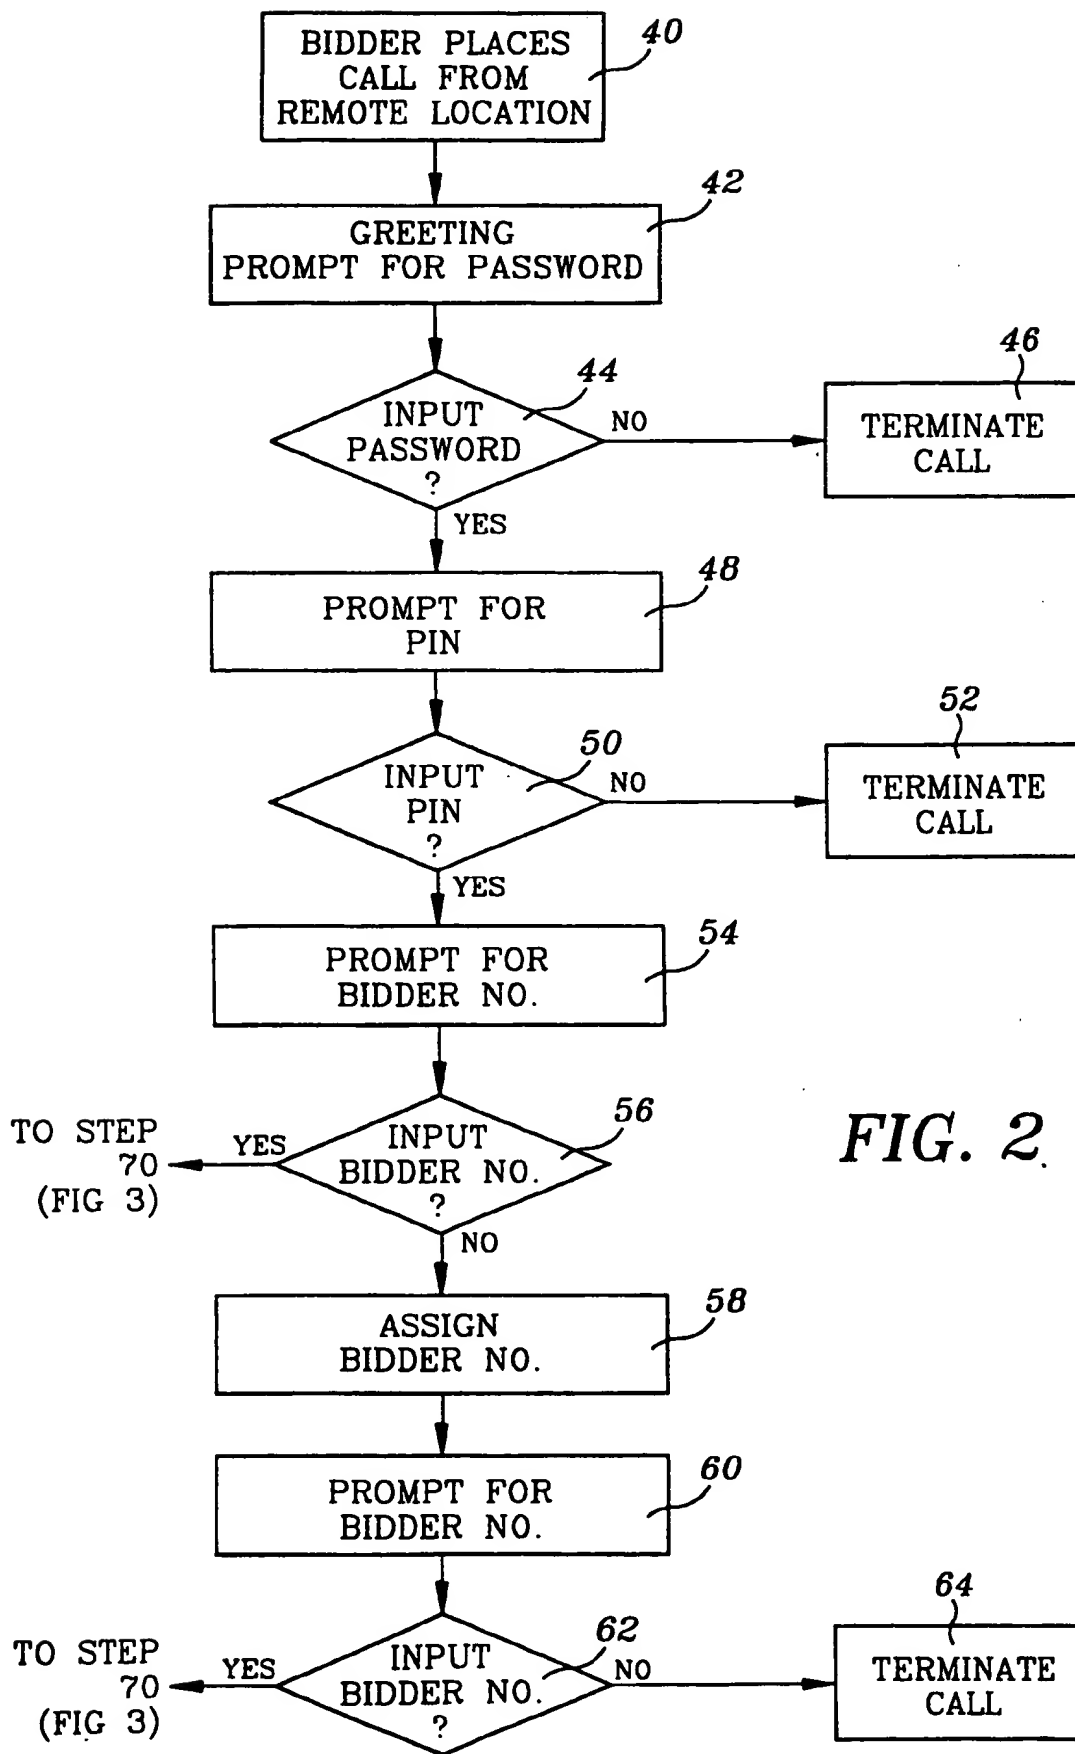 BIDDER PLACES
CALL FROM
REMOTE LOCATION
40
GREETING
PROMPT FOR PASSWORD
42
INPUT
PASSWORD
?
44
NO
46
TERMINATE
CALL
YES
PROMPT FOR
PIN
48
INPUT
PIN
?
50
NO
52
TERMINATE
CALL
YES
PROMPT FOR
BIDDER NO.
54
TO STEP
70
(FIG 3)
YES
INPUT
BIDDER NO.
?
56
FIG. 2
NO
ASSIGN
BIDDER NO.
58
PROMPT FOR
BIDDER NO.
60
TO STEP
70
(FIG 3)
YES
INPUT
BIDDER NO.
?
62
NO
64
TERMINATE
CALL